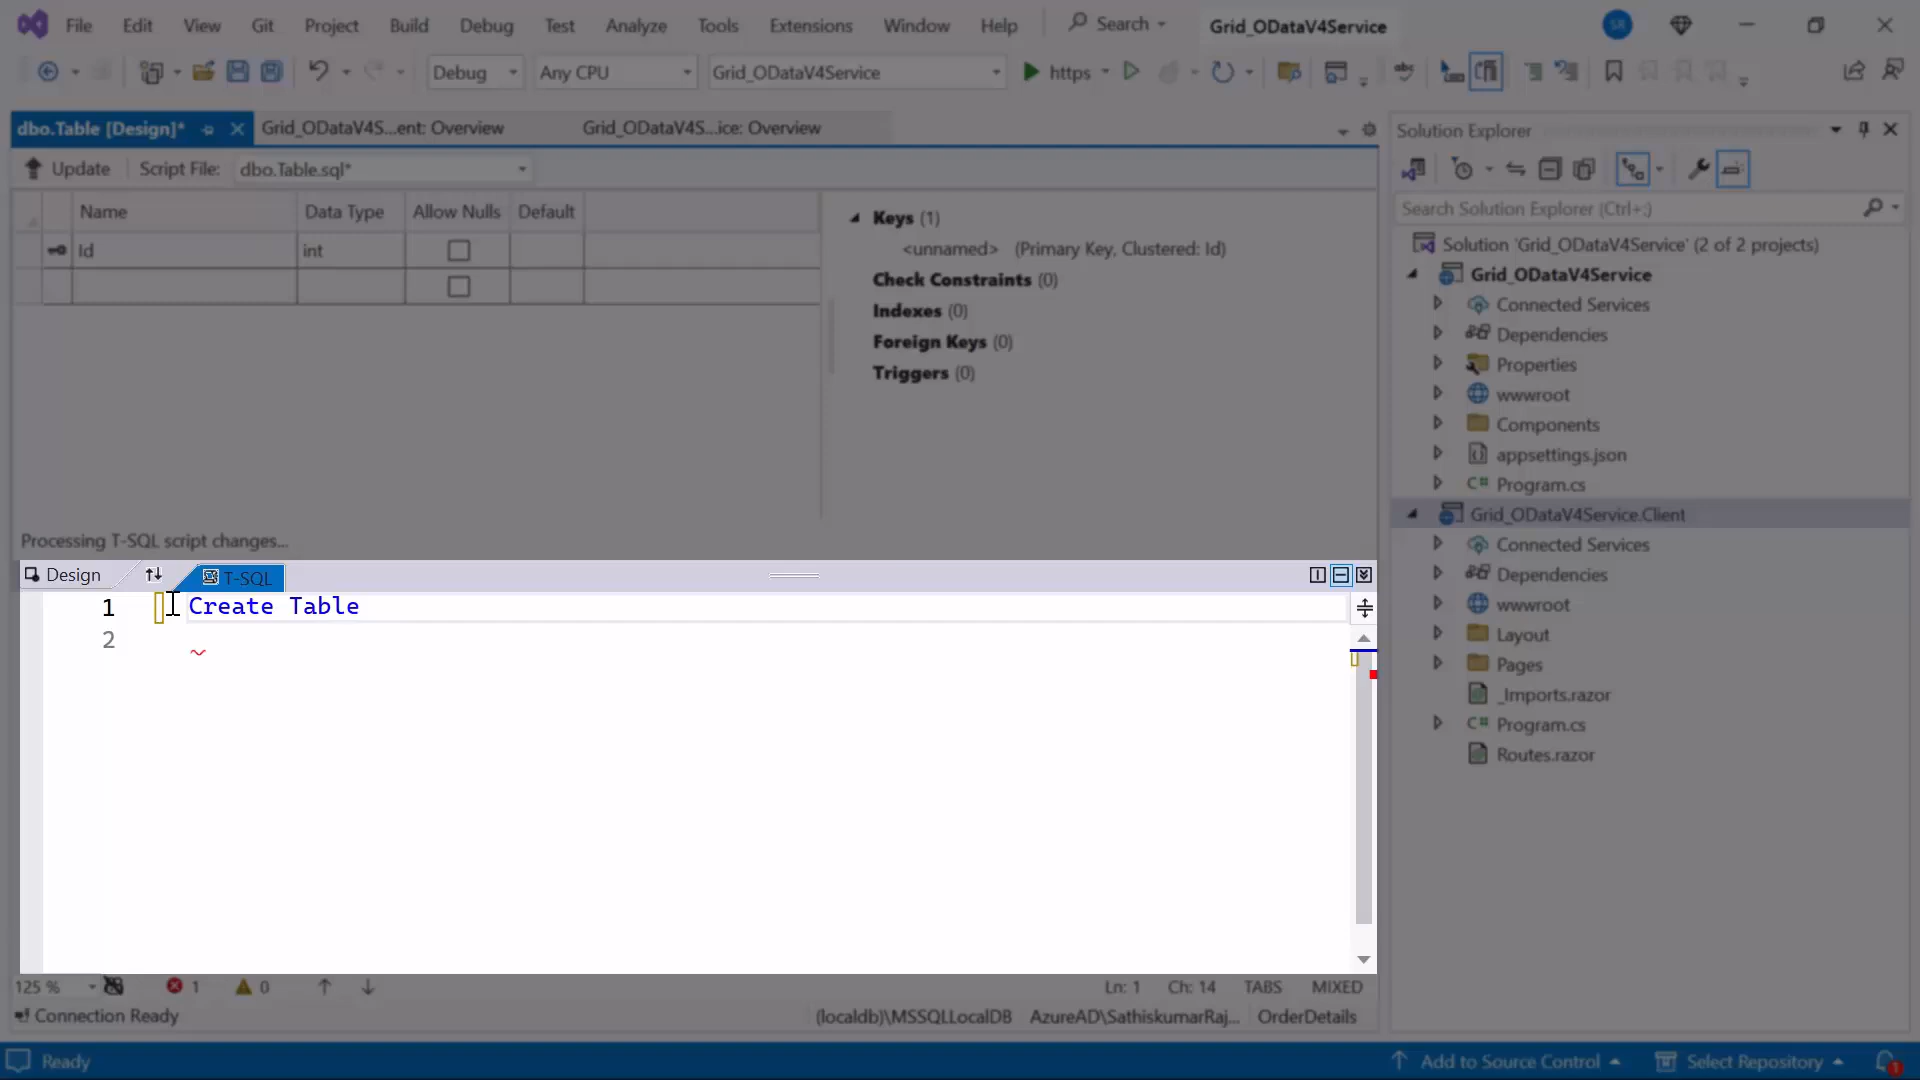 File Edit View Git Project Build Debug Test Analyze Tools Extensions Window Help Search Grid_ODataV4Service SR
Debug Any CPU Grid_ODataV4Service https
dbo.Table [Design]* Grid_ODataV4S...ent: Overview Grid_ODataV4S...ice: Overview
Update Script File: dbo.Table.sql*
Name Data Type Allow Nulls Default
Id int
Keys (1)
<unnamed> (Primary Key, Clustered: Id)
Check Constraints (0)
Indexes (0)
Foreign Keys (0)
Triggers (0)
Processing T-SQL script changes...
Design T-SQL
1 Create Table
2
125 % 1 0 Ln: 1 Ch: 14 TABS MIXED
Connection Ready (localdb)\MSSQLLocalDB AzureAD\SathiskumarRaj... OrderDetails
Solution Explorer
Search Solution Explorer (Ctrl+;)
Solution 'Grid_ODataV4Service' (2 of 2 projects)
Grid_ODataV4Service
Connected Services
Dependencies
Properties
wwwroot
Components
appsettings.json
C# Program.cs
Grid_ODataV4Service.Client
Connected Services
Dependencies
wwwroot
Layout
Pages
_Imports.razor
C# Program.cs
Routes.razor
Ready Add to Source Control Select Repository 1